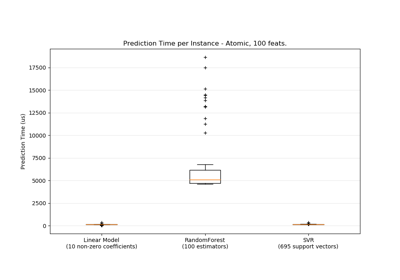 Prediction Time per Instance - Atomic, 100 feats.
Prediction Time (us)
17500
15000
12500
10000
7500
5000
2500
0
Linear Model
(10 non-zero coefficients)
RandomForest
(100 estimators)
SVR
(695 support vectors)